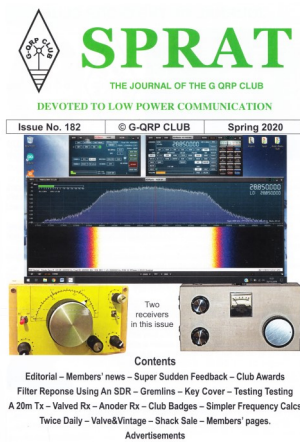 G-QRP CLUB
SPRAT
THE JOURNAL OF THE G QRP CLUB
DEVOTED TO LOW POWER COMMUNICATION
Issue No. 182 © G-QRP CLUB Spring 2020
28850000
28850000
Two
receivers
in this issue
Contents
Editorial – Members' news – Super Sudden Feedback – Club Awards
Filter Reponse Using An SDR – Gremlins – Key Cover – Testing Testing
A 20m Tx – Valved Rx – Anoder Rx – Club Badges – Simpler Frequency Calcs
Twice Daily – Valve&Vintage – Shack Sale – Members' pages.
Advertisements